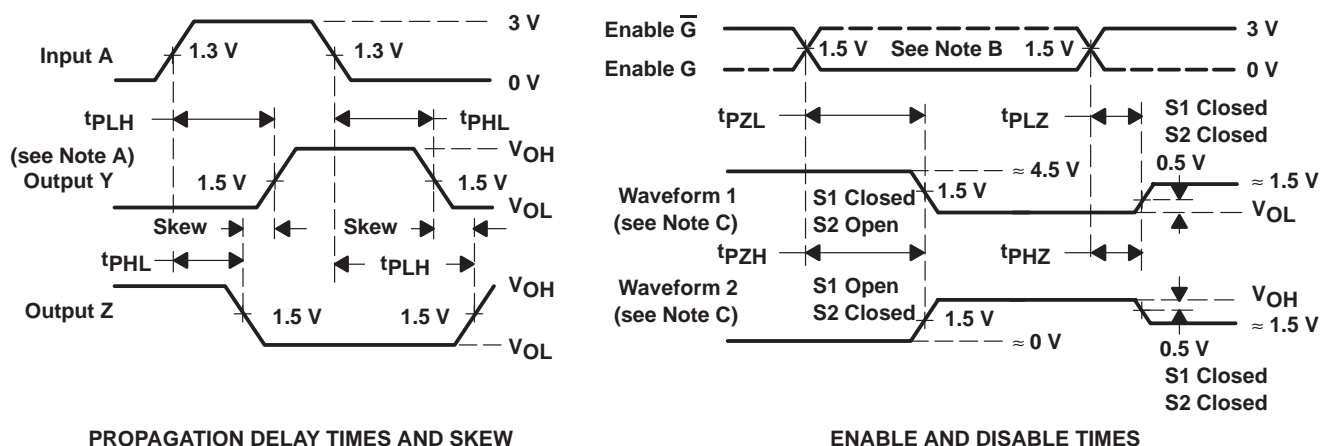 3 V
Input A
1.3 V
1.3 V
0 V
tPLH
tPHL
(see Note A)
Output Y
VOH
1.5 V
1.5 V
VOL
Skew
Skew
tPHL
tPLH
Output Z
VOH
1.5 V
1.5 V
VOL
PROPAGATION DELAY TIMES AND SKEW
Enable G̅
3 V
1.5 V
See Note B
1.5 V
Enable G
0 V
tPZL
tPLZ
S1 Closed
S2 Closed
0.5 V
≈ 4.5 V
≈ 1.5 V
Waveform 1
(see Note C)
S1 Closed
S2 Open
1.5 V
VOL
tPZH
tPHZ
Waveform 2
(see Note C)
S1 Open
S2 Closed
VOH
1.5 V
≈ 1.5 V
≈ 0 V
0.5 V
S1 Closed
S2 Closed
ENABLE AND DISABLE TIMES